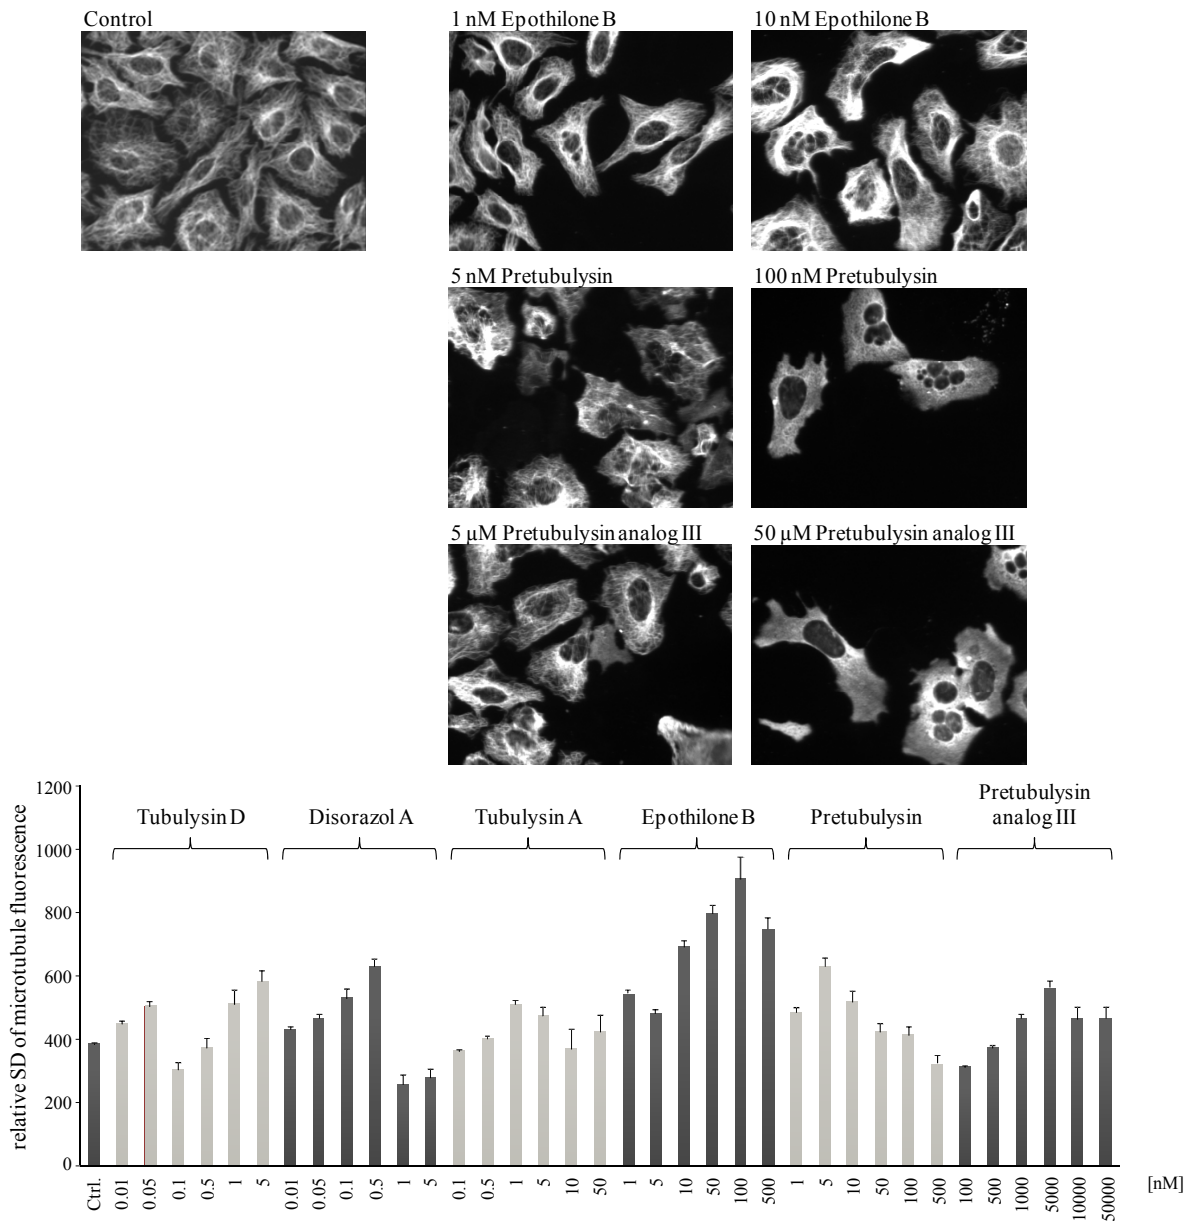 Control
1 nM Epothilone B
10 nM Epothilone B
5 nM Pretubulysin
100 nM Pretubulysin
5 µM Pretubulysin analog III
50 µM Pretubulysin analog III
relative SD of microtubule fluorescence
1200
1000
800
600
400
200
0
Tubulysin D
Disorazol A
Tubulysin A
Epothilone B
Pretubulysin
Pretubulysin
analog III
Ctrl. 0.01 0.05 0.1 0.5 1 5 0.01 0.05 0.1 0.5 1 5 0.1 0.5 1 5 10 50 1 5 10 50 100 500 1 5 10 50 100 500 100 500 1000 5000 10000 50000 [nM]